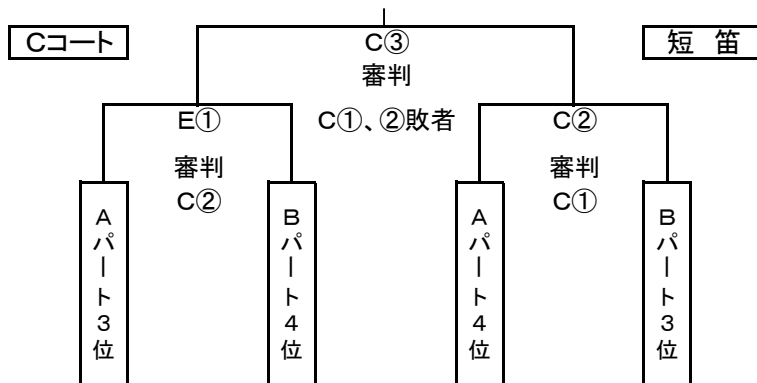 Cコート
C③
短 笛
審判
E①
C①、②敗者
C②
審判
審判
C②
C①
Aパート3位
Bパート4位
Aパート4位
Bパート3位